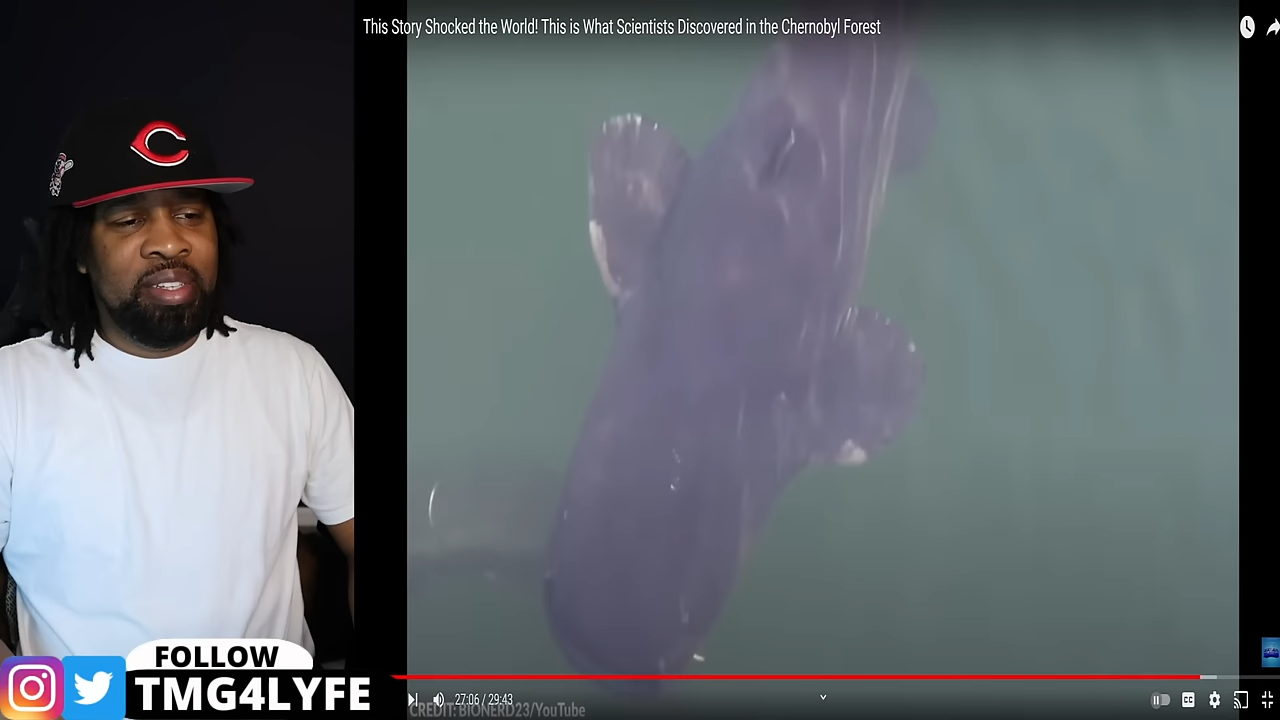 This Story Shocked the World! This is What Scientists Discovered in the Chernobyl Forest
C
FOLLOW
TMG4LYFE
27:06 / 29:43
CC
CREDIT: BIONERD23/YouTube